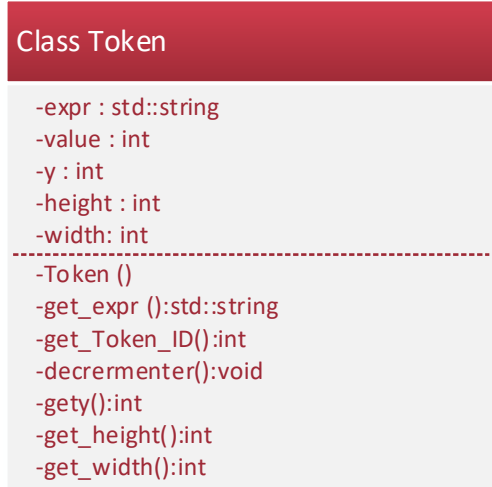 Class Token
-expr : std::string
-value : int
-y : int
-height : int
-width: int
-Token ()
-get_expr ():std::string
-get_Token_ID():int
-decrermenter():void
-gety():int
-get_height():int
-get_width():int